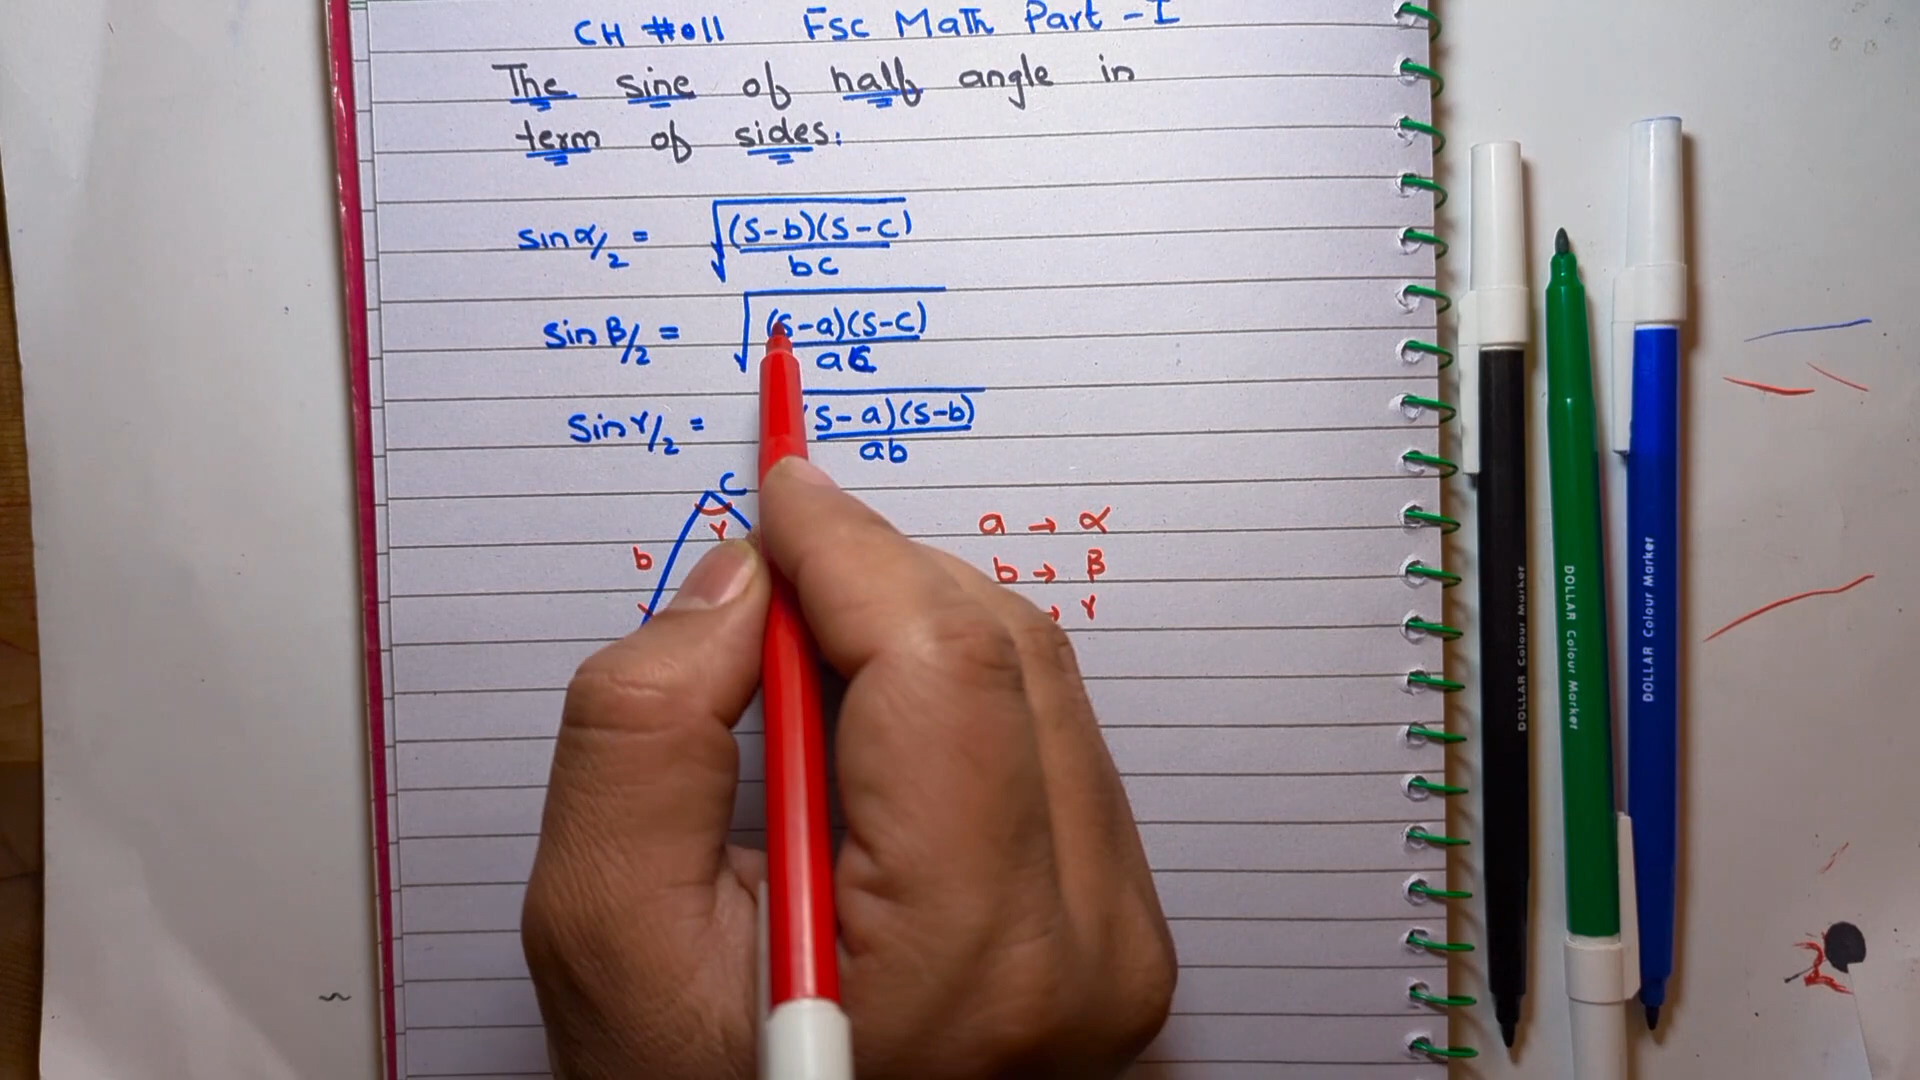 CH #011 FSc Math Part-I
The sine of half angle in
term of sides:
sin α/2 = √((S-b)(S-c)/bc)
sin β/2 = √((S-a)(S-c)/ac)
sin γ/2 = (S-a)(S-b)/ab
C
γ
b
a → α
b → β
→ γ
DOLLAR Colour Marker
DOLLAR Colour Marker
DOLLAR Colour Marker